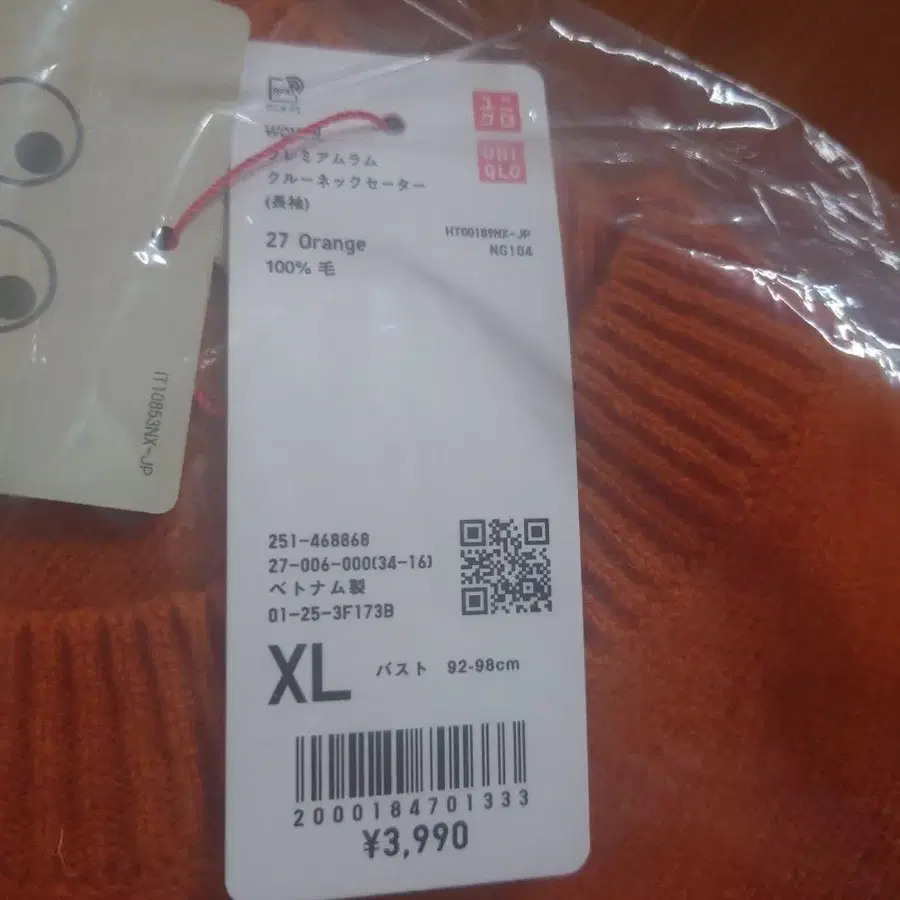 WOMEN
プレミアムラム
クルーネックセーター
(長袖)
ユニ
クロ
UNI
QLO
27 Orange
HT00189NX-JP
100% 毛
NG104
IT10853NX-JP
251-468868
27-006-000(34-16)
ベトナム製
01-25-3F173B
XL バスト 92-98cm
2000184701333
¥3,990